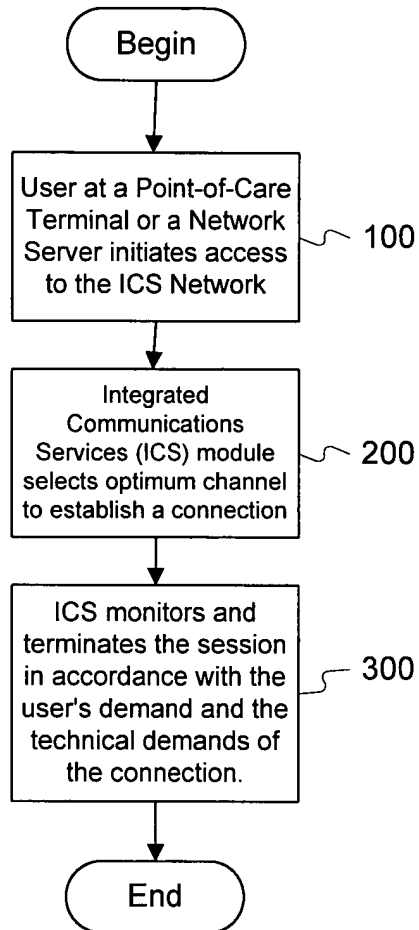 Begin
User at a Point-of-Care
Terminal or a Network
Server initiates access
to the ICS Network
100
Integrated
Communications
Services (ICS) module
selects optimum channel
to establish a connection
200
ICS monitors and
terminates the session
in accordance with the
user's demand and the
technical demands of
the connection.
300
End